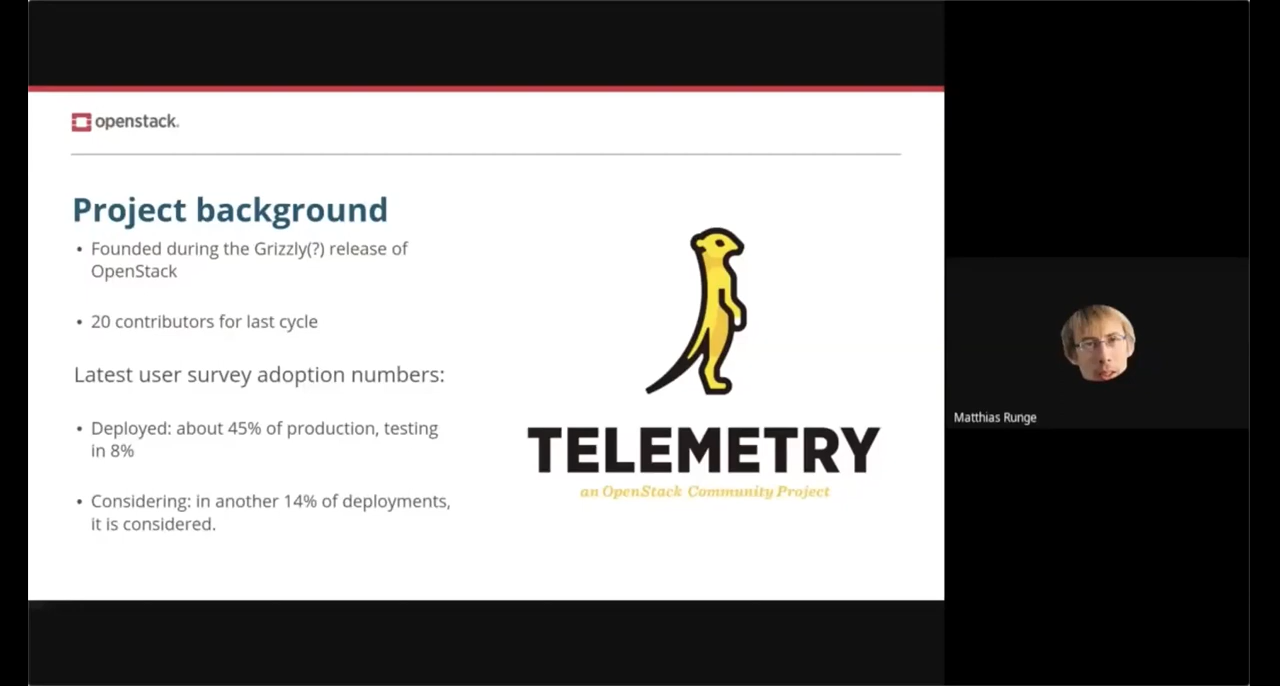 openstack.
Project background
• Founded during the Grizzly(?) release of
OpenStack
• 20 contributors for last cycle
Latest user survey adoption numbers:
• Deployed: about 45% of production, testing
in 8%
• Considering: in another 14% of deployments,
it is considered.
TELEMETRY
an OpenStack Community Project
Matthias Runge